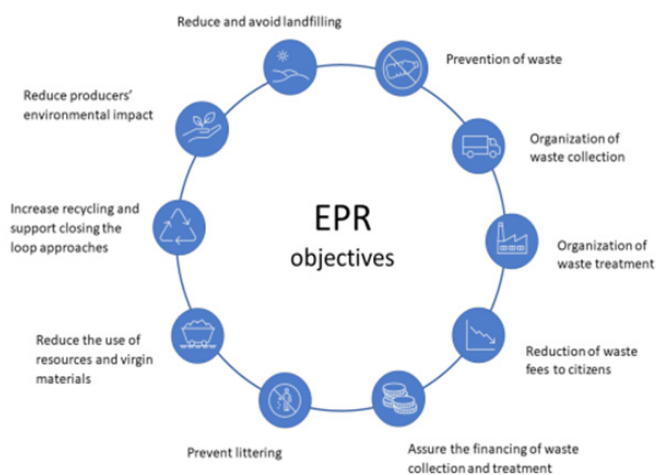 Reduce and avoid landfilling
Prevention of waste
Reduce producers'
environmental impact
Organization of
waste collection
Increase recycling and
support closing the
loop approaches
EPR
objectives
Organization of
waste treatment
Reduce the use of
resources and virgin
materials
Reduction of waste
fees to citizens
Prevent littering
Assure the financing of waste
collection and treatment